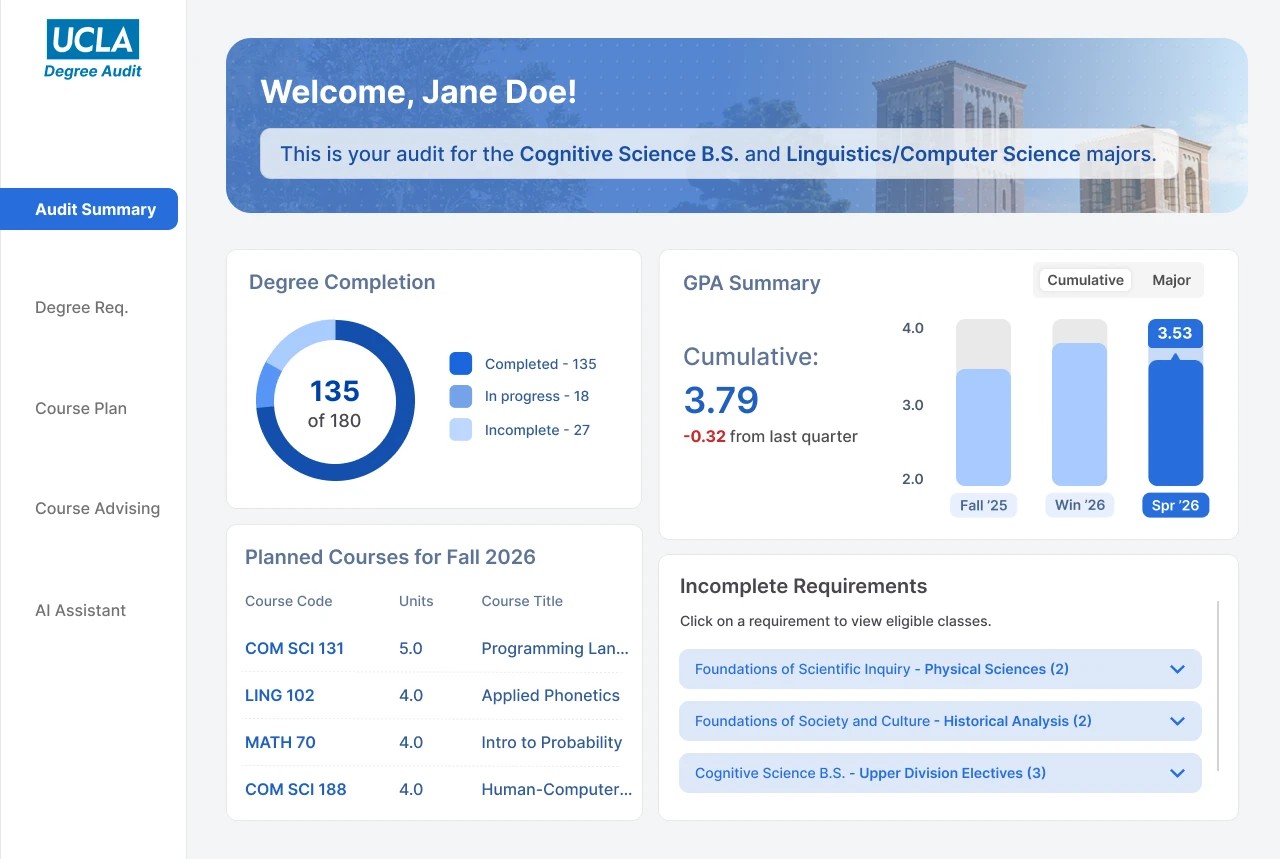 UCLA
Degree Audit
Audit Summary
Degree Req.
Course Plan
Course Advising
AI Assistant
Welcome, Jane Doe!
This is your audit for the Cognitive Science B.S. and Linguistics/Computer Science majors.
Degree Completion
135
of 180
Completed - 135
In progress - 18
Incomplete - 27
GPA Summary
Cumulative
Major
Cumulative:
3.79
-0.32 from last quarter
4.0
3.0
2.0
3.53
Fall ’25
Win ’26
Spr ’26
Planned Courses for Fall 2026
Course Code Units Course Title
COM SCI 131 5.0 Programming Lan...
LING 102 4.0 Applied Phonetics
MATH 70 4.0 Intro to Probability
COM SCI 188 4.0 Human-Computer...
Incomplete Requirements
Click on a requirement to view eligible classes.
Foundations of Scientific Inquiry - Physical Sciences (2)
Foundations of Society and Culture - Historical Analysis (2)
Cognitive Science B.S. - Upper Division Electives (3)